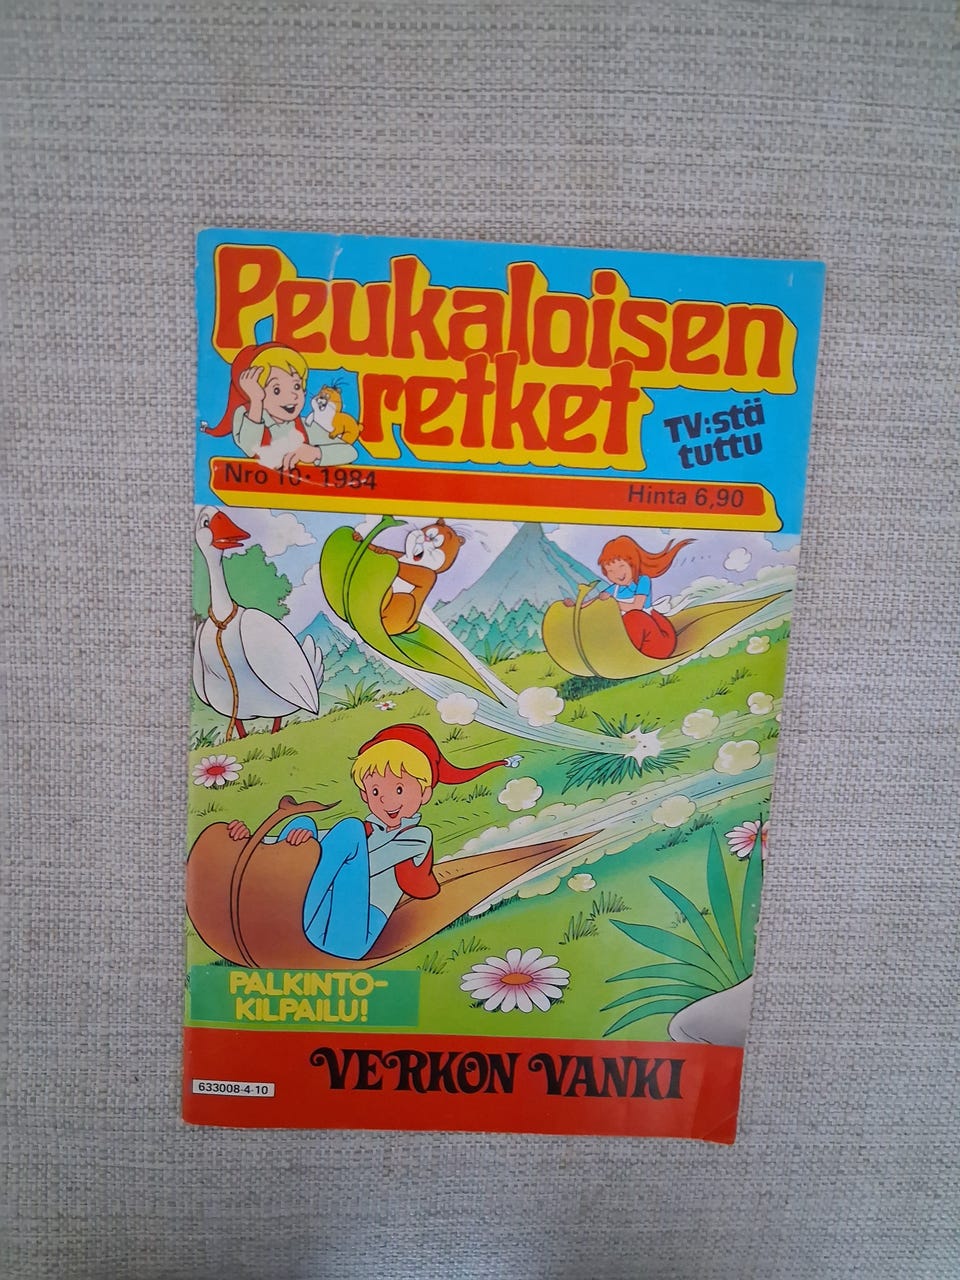 Peukaloisen
retket
TV:stä
tuttu
Nro 10 • 1984
Hinta 6,90
PALKINTO-
KILPAILU!
VERKON VANKI
633008-4-10